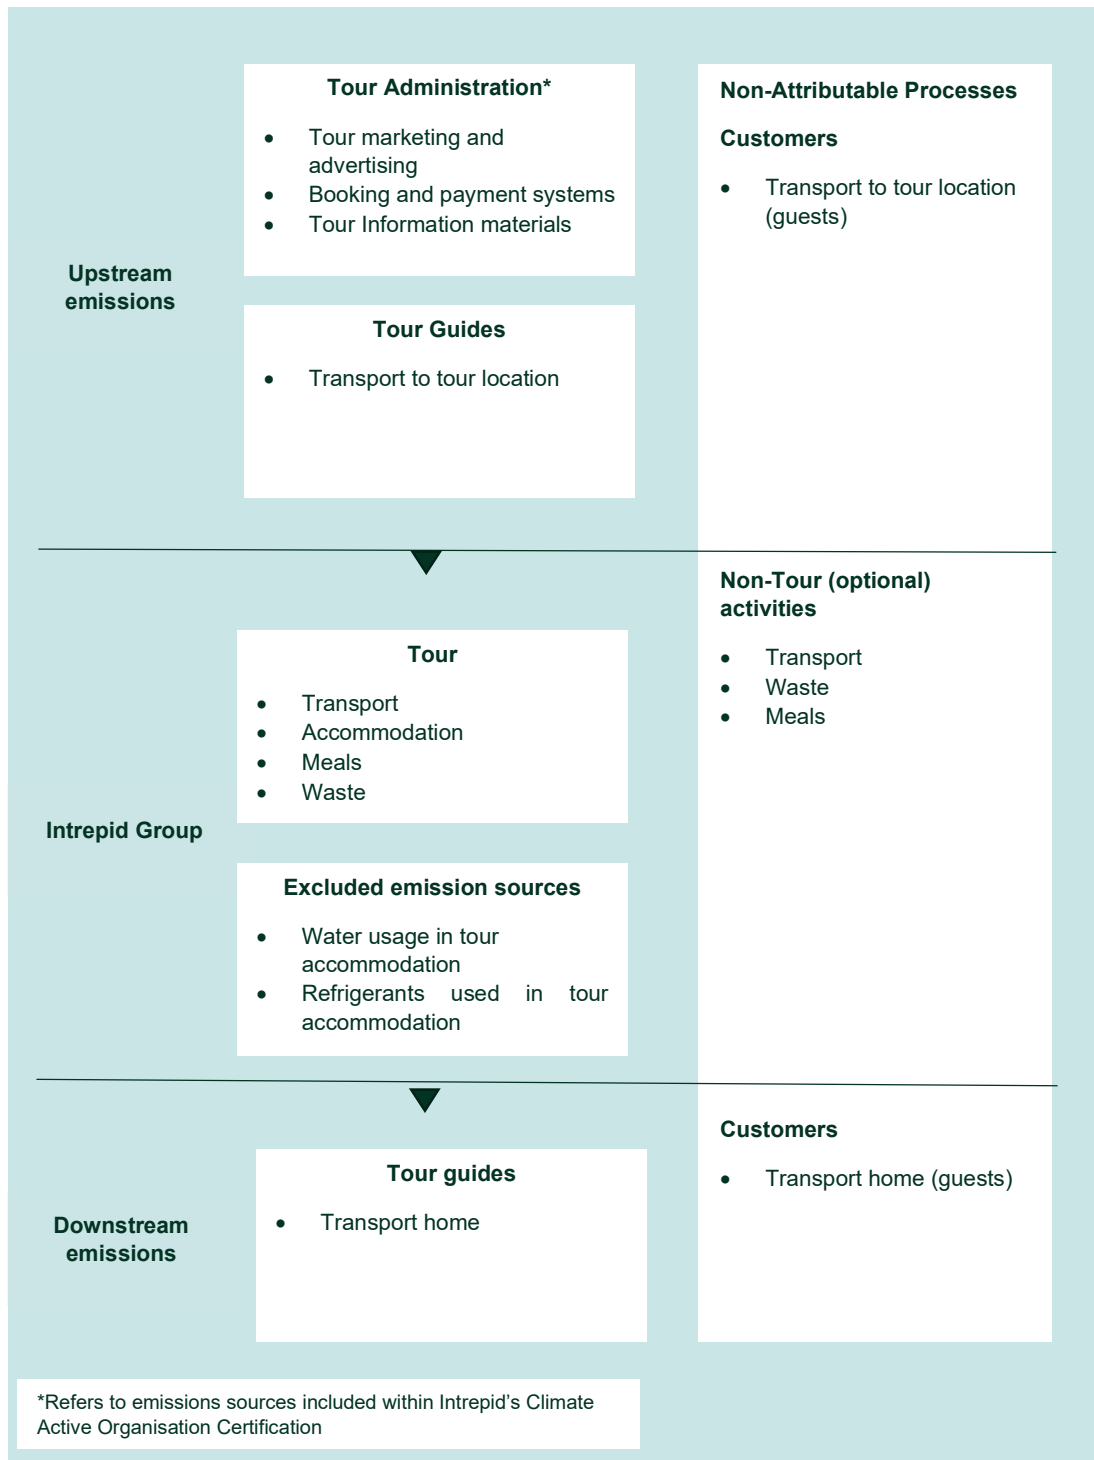 Upstream
emissions
Tour Administration*
• Tour marketing and
advertising
• Booking and payment systems
• Tour Information materials
Tour Guides
• Transport to tour location
Non-Attributable Processes
Customers
• Transport to tour location
(guests)
Intrepid Group
Tour
• Transport
• Accommodation
• Meals
• Waste
Excluded emission sources
• Water usage in tour
accommodation
• Refrigerants used in tour
accommodation
Non-Tour (optional)
activities
• Transport
• Waste
• Meals
Downstream
emissions
Tour guides
• Transport home
Customers
• Transport home (guests)
*Refers to emissions sources included within Intrepid’s Climate
Active Organisation Certification